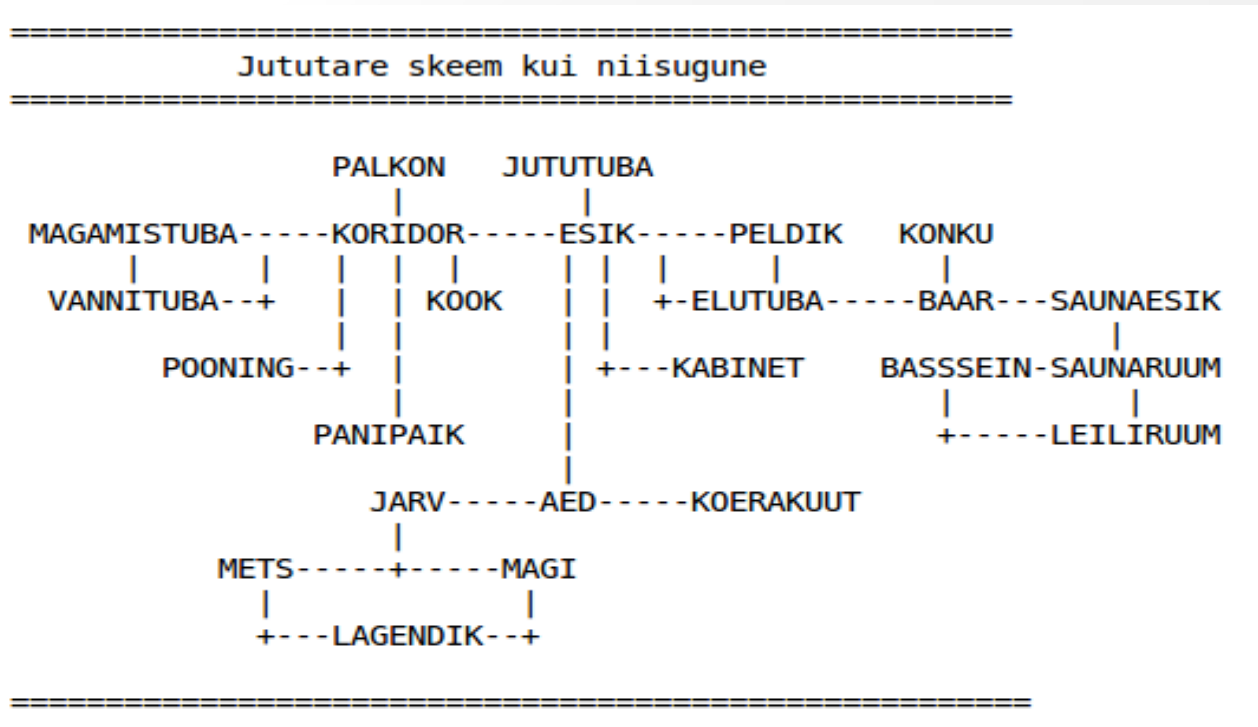 =====================================================
Jututare skeem kui niisugune
=====================================================
PALKON   JUTUTUBA
|         |
MAGAMISTUBA-----KORIDOR-----ESIK-----PELDIK   KONKU
|      |   |  |  |     | |  |     |        |
VANNITUBA--+   |  | KOOK   | |  +-ELUTUBA-----BAAR---SAUNAESIK
|  |        | |                           |
POONING--+  |        | +---KABINET    BASSSEIN-SAUNARUUM
|        |                   |         |
PANIPAIK     |                   +-----LEILIRUUM
|
JARV-----AED-----KOERAKUUT
|
METS-----+-----MAGI
|             |
+---LAGENDIK--+
======================================================